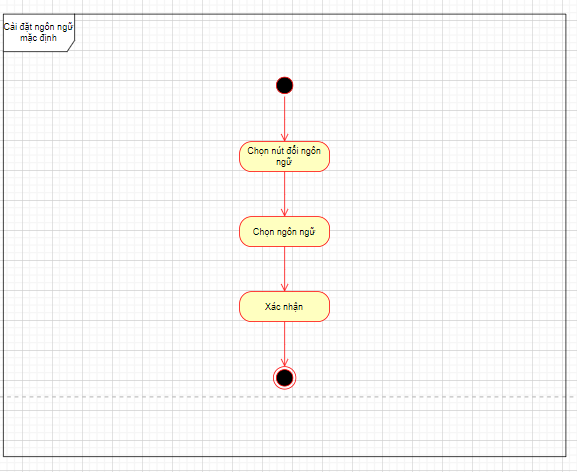 Cài đặt ngôn ngữ
mặc định
Chọn nút đổi ngôn
ngữ
Chọn ngôn ngữ
Xác nhận